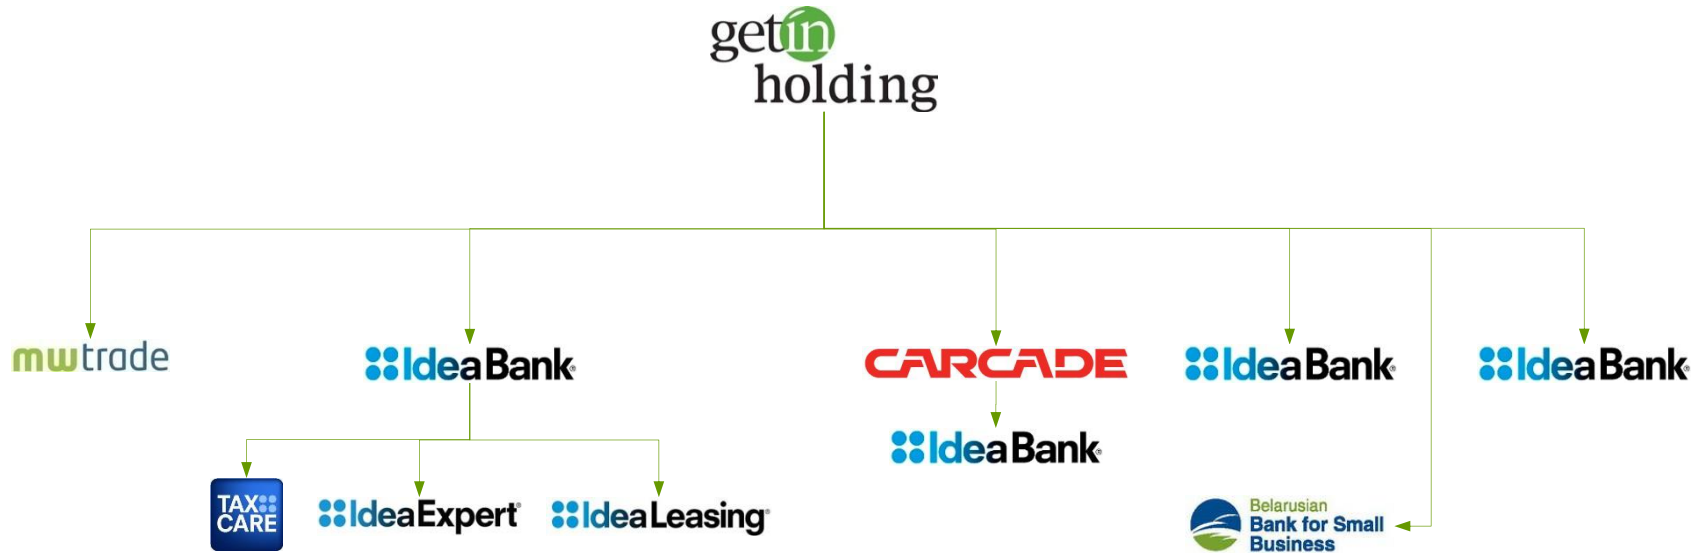 getin
holding
mwtrade
IdeaBank®
CARCADE
IdeaBank®
IdeaBank®
IdeaBank®
TAX
CARE
IdeaExpert®
IdeaLeasing®
Belarusian
Bank for Small
Business